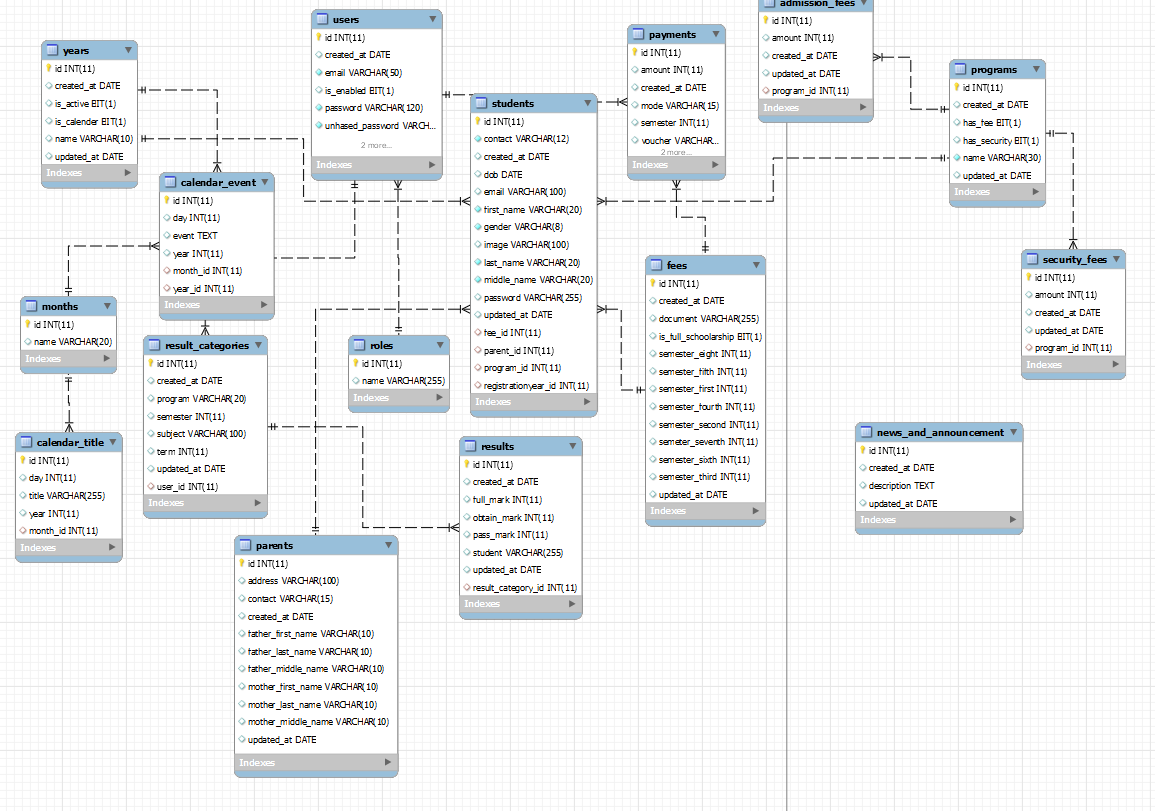 years
id INT(11)
created_at DATE
is_active BIT(1)
is_calender BIT(1)
name VARCHAR(10)
updated_at DATE
Indexes
users
id INT(11)
created_at DATE
email VARCHAR(50)
is_enabled BIT(1)
password VARCHAR(120)
unhased_password VARCH...
2 more...
Indexes
payments
id INT(11)
amount INT(11)
created_at DATE
mode VARCHAR(15)
semester INT(11)
voucher VARCHAR...
2 more...
Indexes
admission_fees
id INT(11)
amount INT(11)
created_at DATE
updated_at DATE
program_id INT(11)
Indexes
programs
id INT(11)
created_at DATE
has_fee BIT(1)
has_security BIT(1)
name VARCHAR(30)
updated_at DATE
Indexes
students
id INT(11)
contact VARCHAR(12)
created_at DATE
dob DATE
email VARCHAR(100)
first_name VARCHAR(20)
gender VARCHAR(8)
image VARCHAR(100)
last_name VARCHAR(20)
middle_name VARCHAR(20)
password VARCHAR(255)
updated_at DATE
fee_id INT(11)
parent_id INT(11)
program_id INT(11)
registrationyear_id INT(11)
Indexes
calendar_event
id INT(11)
day INT(11)
event TEXT
year INT(11)
month_id INT(11)
year_id INT(11)
Indexes
fees
id INT(11)
created_at DATE
document VARCHAR(255)
is_full_schoolarship BIT(1)
semester_eight INT(11)
semester_fifth INT(11)
semester_first INT(11)
semester_fourth INT(11)
semester_second INT(11)
semeter_seventh INT(11)
semester_sixth INT(11)
semester_third INT(11)
updated_at DATE
Indexes
security_fees
id INT(11)
amount INT(11)
created_at DATE
updated_at DATE
program_id INT(11)
Indexes
months
id INT(11)
name VARCHAR(20)
Indexes
result_categories
id INT(11)
created_at DATE
program VARCHAR(20)
semester INT(11)
subject VARCHAR(100)
term INT(11)
updated_at DATE
user_id INT(11)
Indexes
roles
id INT(11)
name VARCHAR(255)
Indexes
calendar_title
id INT(11)
day INT(11)
title VARCHAR(255)
year INT(11)
month_id INT(11)
Indexes
results
id INT(11)
created_at DATE
full_mark INT(11)
obtain_mark INT(11)
pass_mark INT(11)
student VARCHAR(255)
updated_at DATE
result_category_id INT(11)
Indexes
news_and_announcement
id INT(11)
created_at DATE
description TEXT
updated_at DATE
Indexes
parents
id INT(11)
address VARCHAR(100)
contact VARCHAR(15)
created_at DATE
father_first_name VARCHAR(10)
father_last_name VARCHAR(10)
father_middle_name VARCHAR(10)
mother_first_name VARCHAR(10)
mother_last_name VARCHAR(10)
mother_middle_name VARCHAR(10)
updated_at DATE
Indexes